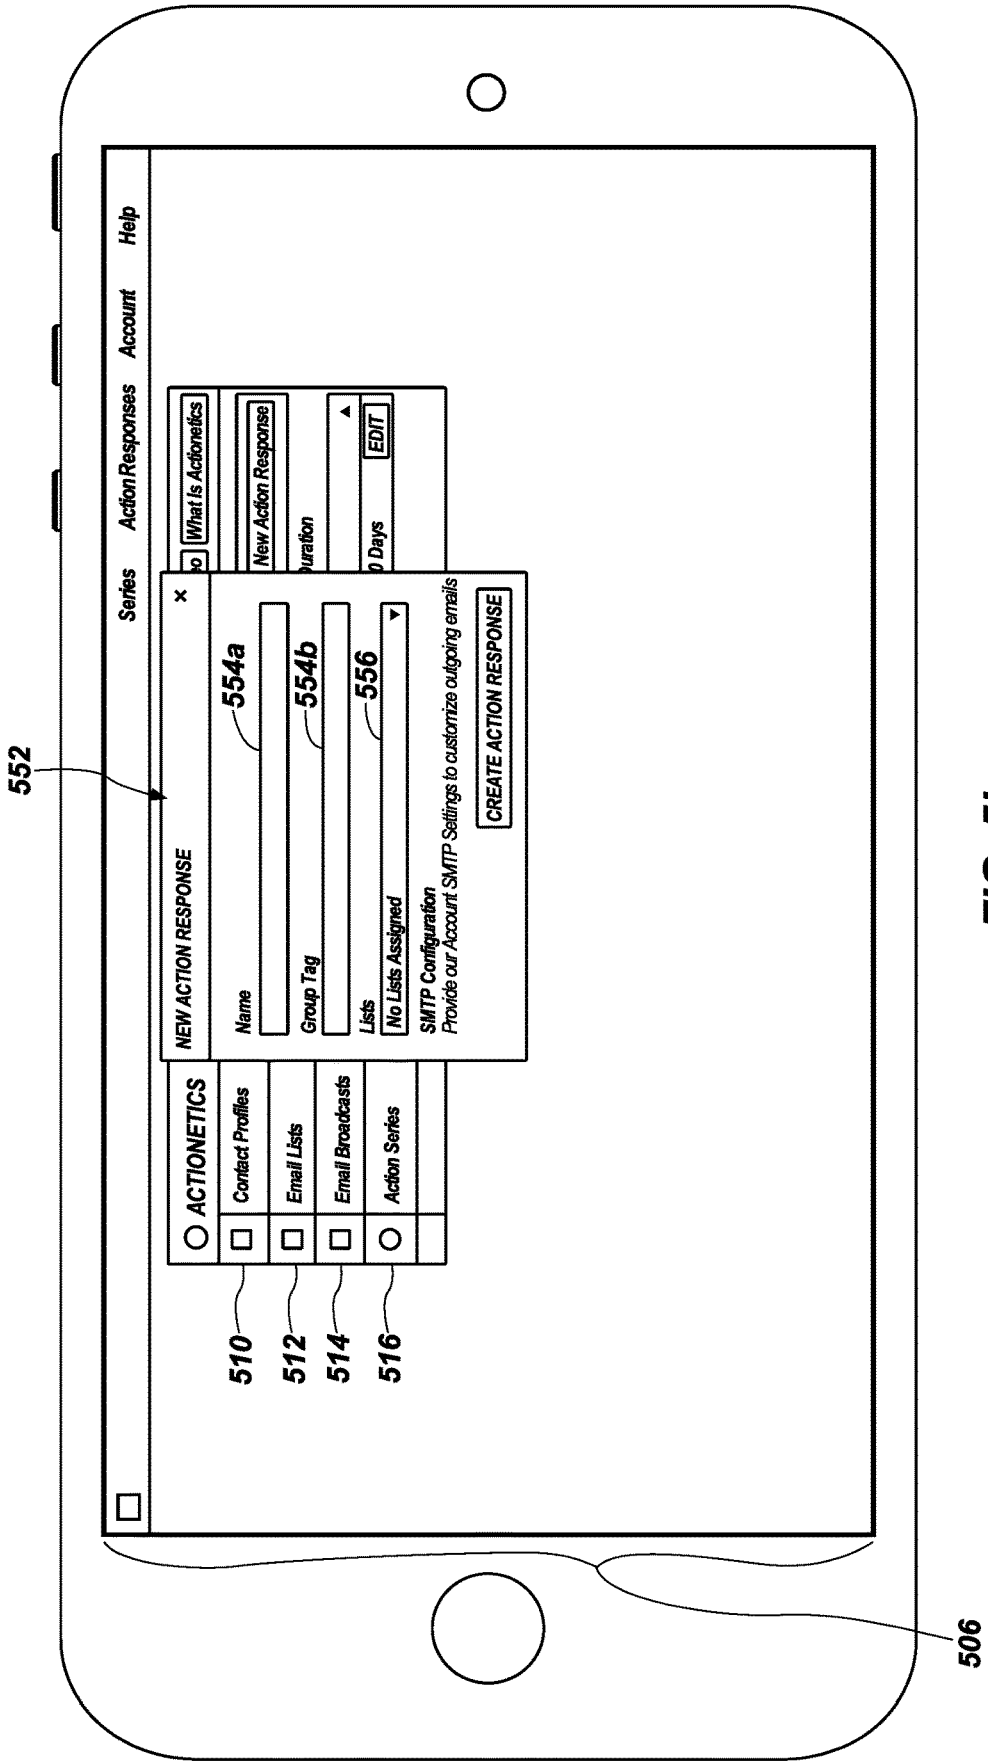 552
Series Action Responses Account Help
NEW ACTION RESPONSE ×
What Is Actionetics
ACTIONETICS
Name
554a
New Action Response
510
Contact Profiles
Group Tag
554b
512
Email Lists
Lists
556
No Lists Assigned
0 Days
EDIT
514
Email Broadcasts
SMTP Configuration
Provide our Account SMTP Settings to customize outgoing emails
516
Action Series
CREATE ACTION RESPONSE
506